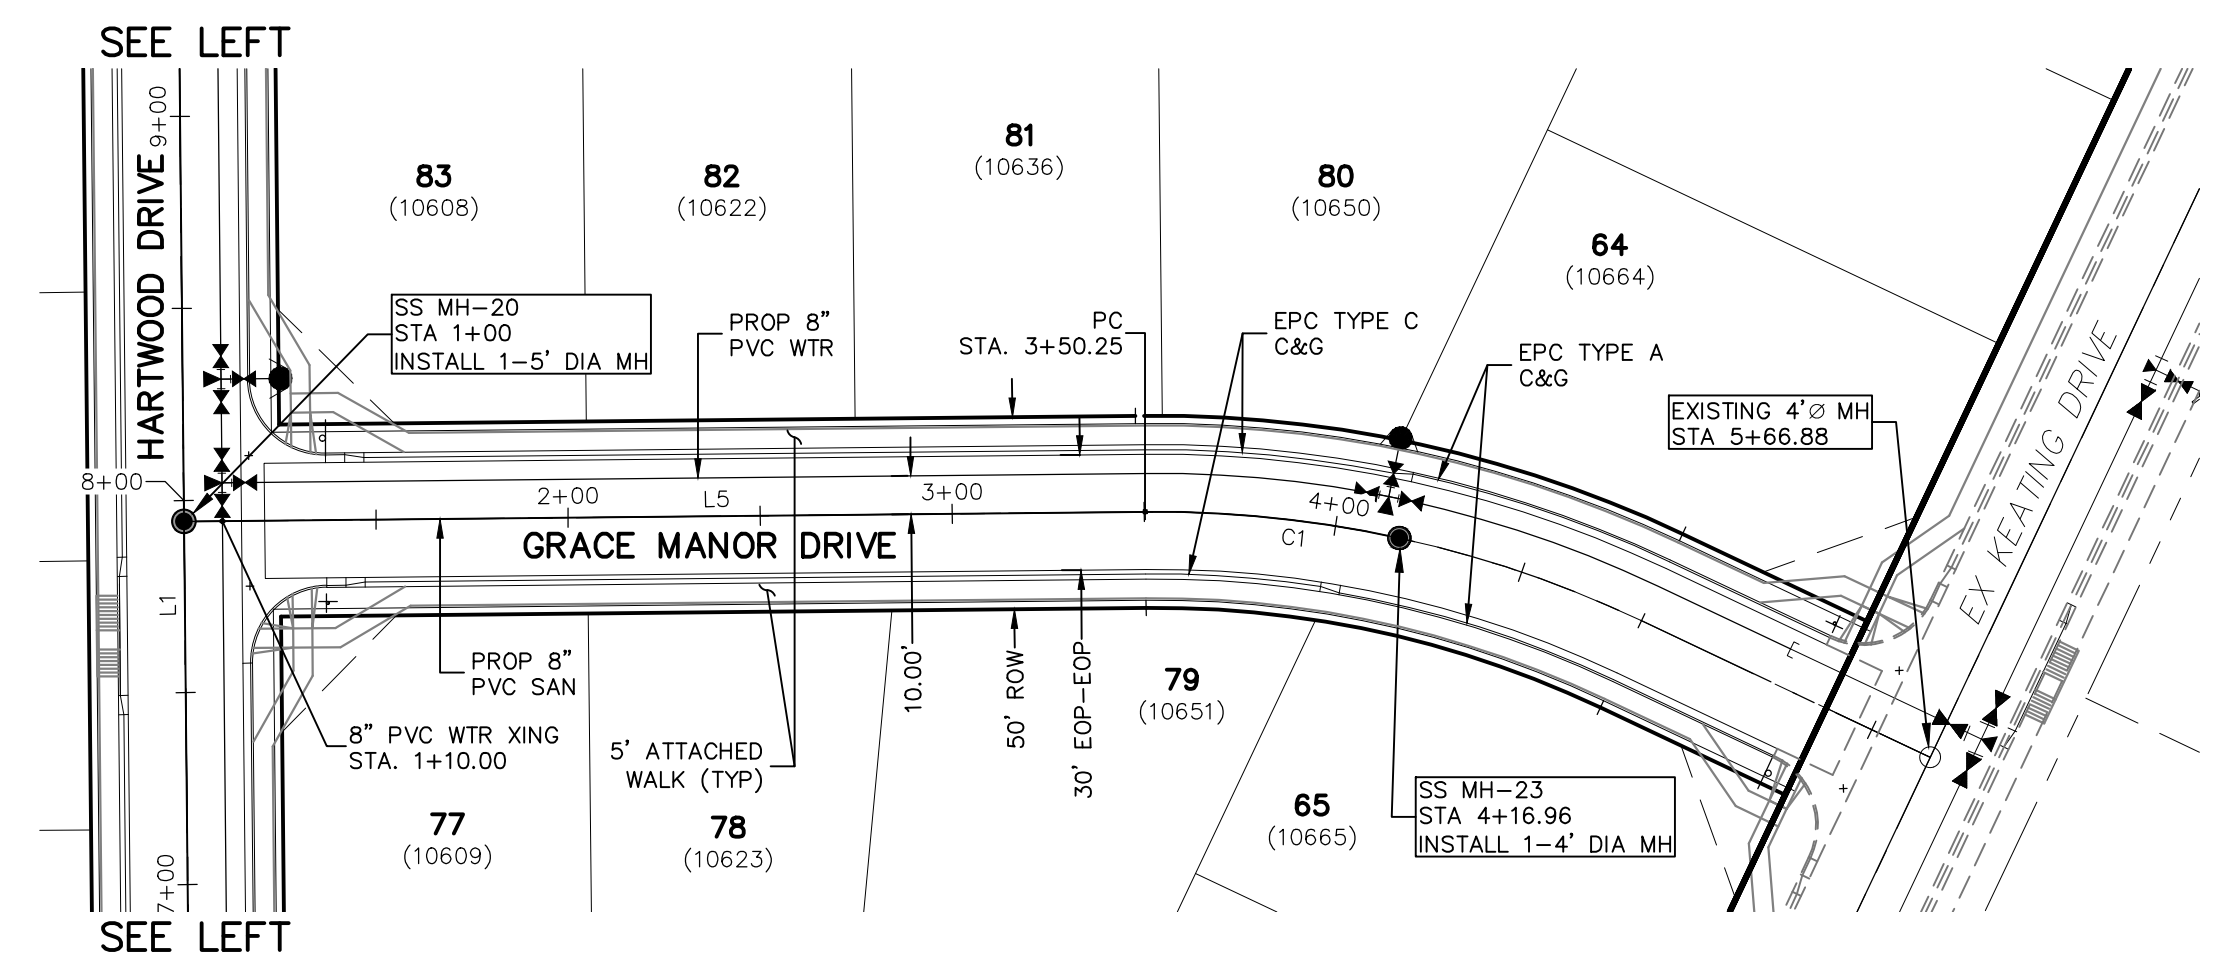 SEE LEFT
9+00
HARTWOOD DRIVE
8+00
L1
7+00
83
(10608)
82
(10622)
81
(10636)
80
(10650)
64
(10664)
SS MH-20
STA 1+00
INSTALL 1-5' DIA MH
PROP 8"
PVC WTR
PC
STA. 3+50.25
EPC TYPE C
C&G
EPC TYPE A
C&G
EXISTING 4'Ø MH
STA 5+66.88
EX KEATING DRIVE
2+00
L5
3+00
4+00
C1
GRACE MANOR DRIVE
PROP 8"
PVC SAN
8" PVC WTR XING
STA. 1+10.00
5' ATTACHED
WALK (TYP)
10.00'
50' ROW
30' EOP-EOP
79
(10651)
65
(10665)
SS MH-23
STA 4+16.96
INSTALL 1-4' DIA MH
77
(10609)
78
(10623)
SEE LEFT